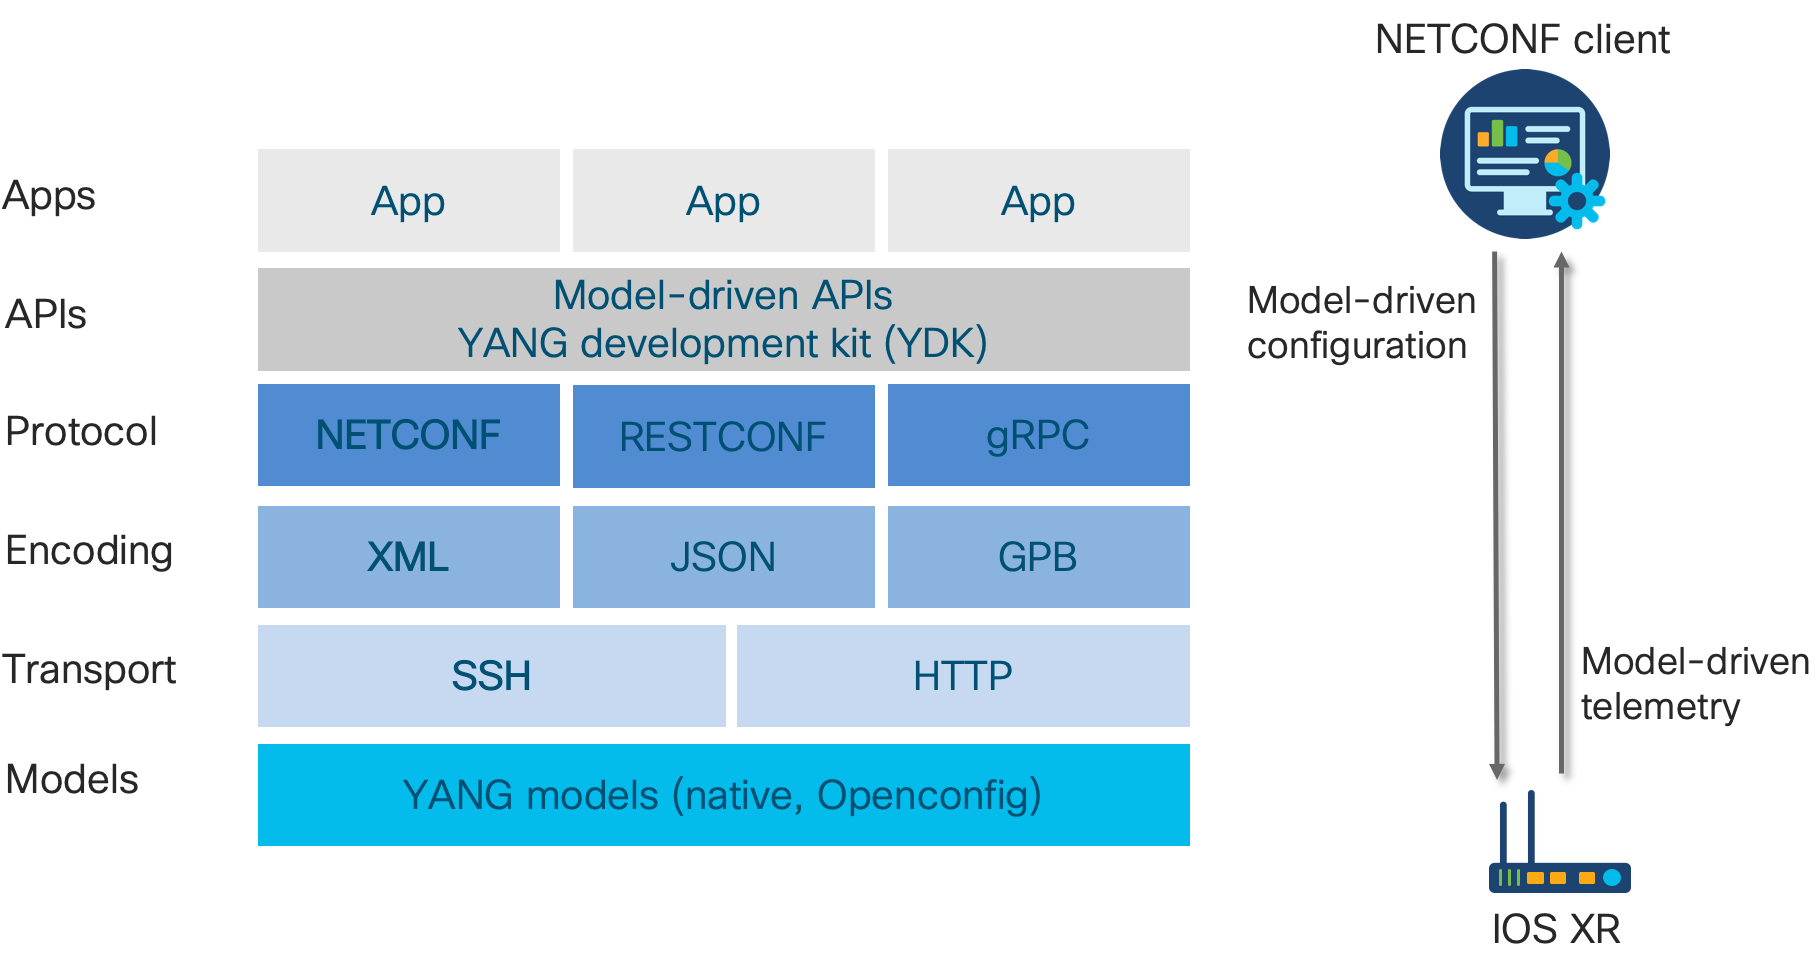 NETCONF client
Apps
App
App
App
APIs
Model-driven APIs
YANG development kit (YDK)
Model-driven
configuration
Protocol
NETCONF
RESTCONF
gRPC
Encoding
XML
JSON
GPB
Transport
SSH
HTTP
Model-driven
telemetry
Models
YANG models (native, Openconfig)
IOS XR